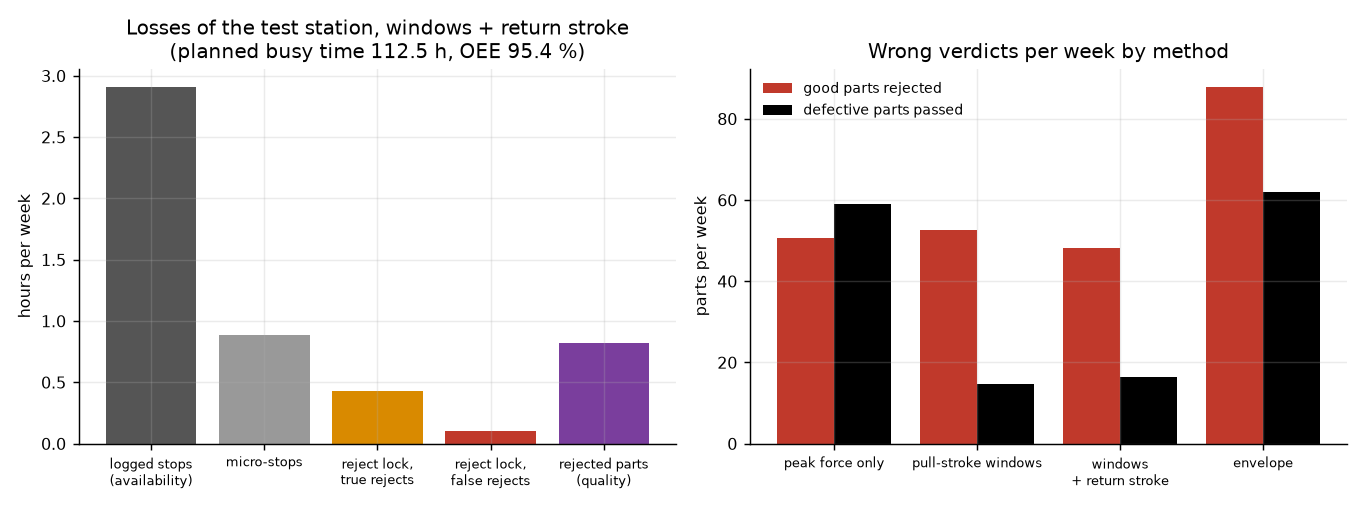 Losses of the test station, windows + return stroke
(planned busy time 112.5 h, OEE 95.4 %)
hours per week
3.0
2.5
2.0
1.5
1.0
0.5
0.0
logged stops
(availability)
micro-stops
reject lock,
true rejects
reject lock,
false rejects
rejected parts
(quality)
Wrong verdicts per week by method
good parts rejected
defective parts passed
parts per week
80
60
40
20
0
peak force only
pull-stroke windows
windows
+ return stroke
envelope